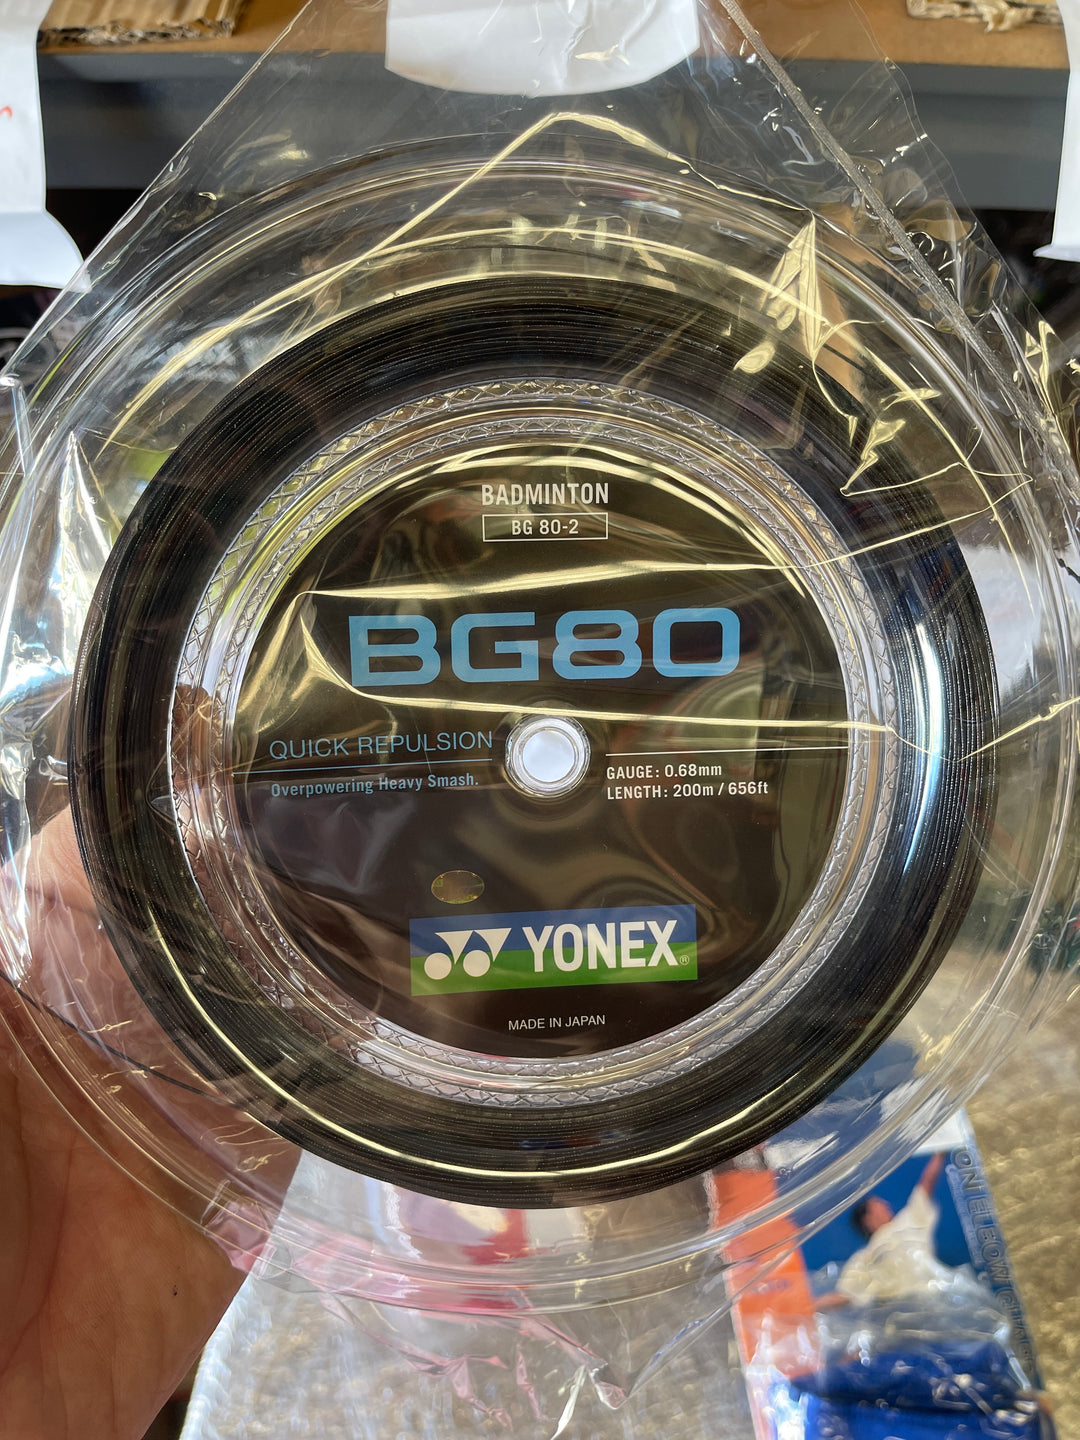 BADMINTON
BG 80-2
BG80
QUICK REPULSION
Overpowering Heavy Smash.
GAUGE: 0.68mm
LENGTH: 200m / 656ft
YONEX®
MADE IN JAPAN